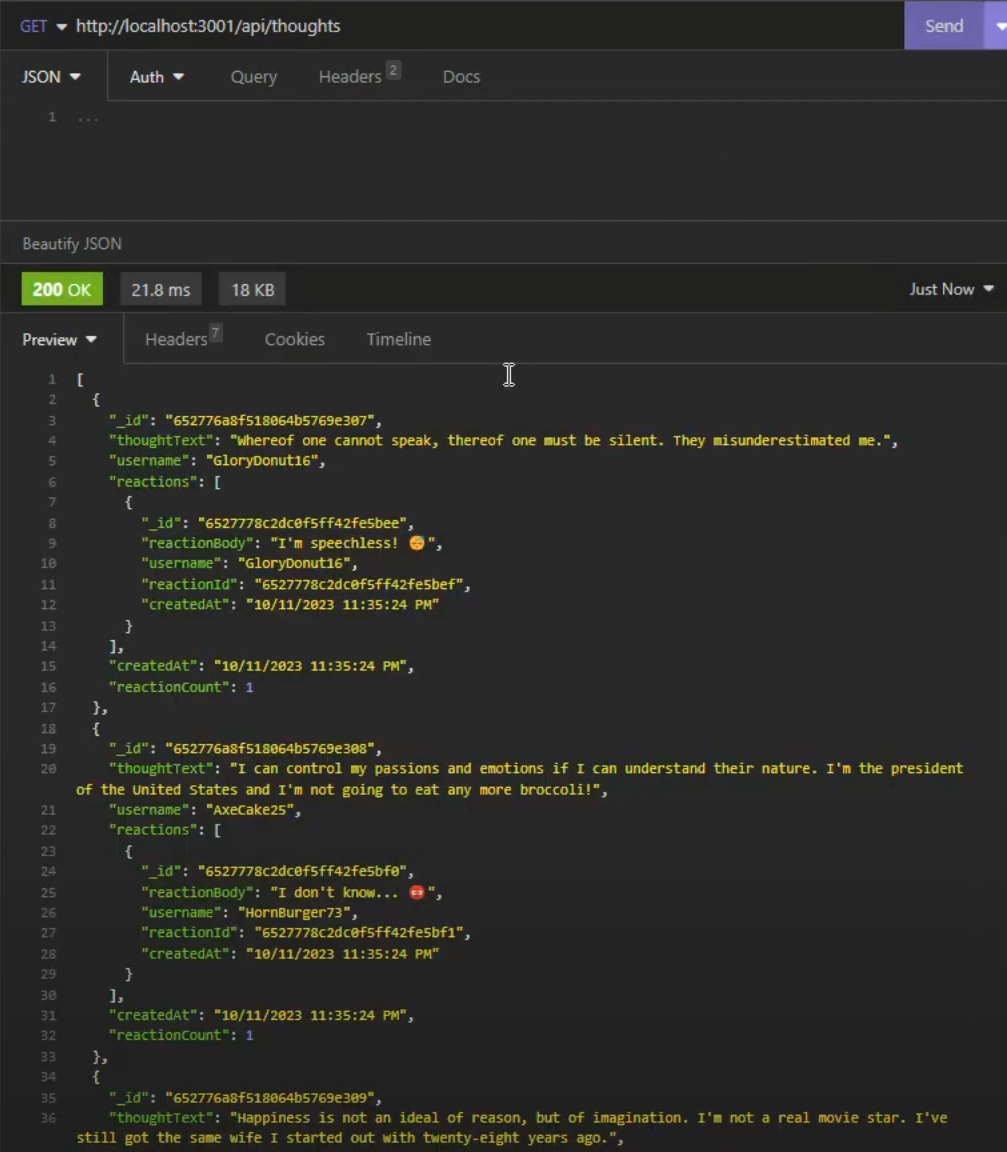 GET http://localhost:3001/api/thoughts Send
JSON Auth Query Headers 2 Docs
1 ...
Beautify JSON
200 OK 21.8 ms 18 KB Just Now
Preview Headers 7 Cookies Timeline
1 [
2 {
3 "_id": "652776a8f518064b5769e307",
4 "thoughtText": "Whereof one cannot speak, thereof one must be silent. They misunderestimated me.",
5 "username": "GloryDonut16",
6 "reactions": [
7 {
8 "_id": "6527778c2dc0f5ff42fe5bee",
9 "reactionBody": "I'm speechless! 😴",
10 "username": "GloryDonut16",
11 "reactionId": "6527778c2dc0f5ff42fe5bef",
12 "createdAt": "10/11/2023 11:35:24 PM"
13 }
14 ],
15 "createdAt": "10/11/2023 11:35:24 PM",
16 "reactionCount": 1
17 },
18 {
19 "_id": "652776a8f518064b5769e308",
20 "thoughtText": "I can control my passions and emotions if I can understand their nature. I'm the president
of the United States and I'm not going to eat any more broccoli!",
21 "username": "AxeCake25",
22 "reactions": [
23 {
24 "_id": "6527778c2dc0f5ff42fe5bf0",
25 "reactionBody": "I don't know... 😡",
26 "username": "HornBurger73",
27 "reactionId": "6527778c2dc0f5ff42fe5bf1",
28 "createdAt": "10/11/2023 11:35:24 PM"
29 }
30 ],
31 "createdAt": "10/11/2023 11:35:24 PM",
32 "reactionCount": 1
33 },
34 {
35 "_id": "652776a8f518064b5769e309",
36 "thoughtText": "Happiness is not an ideal of reason, but of imagination. I'm not a real movie star. I've
still got the same wife I started out with twenty-eight years ago.",